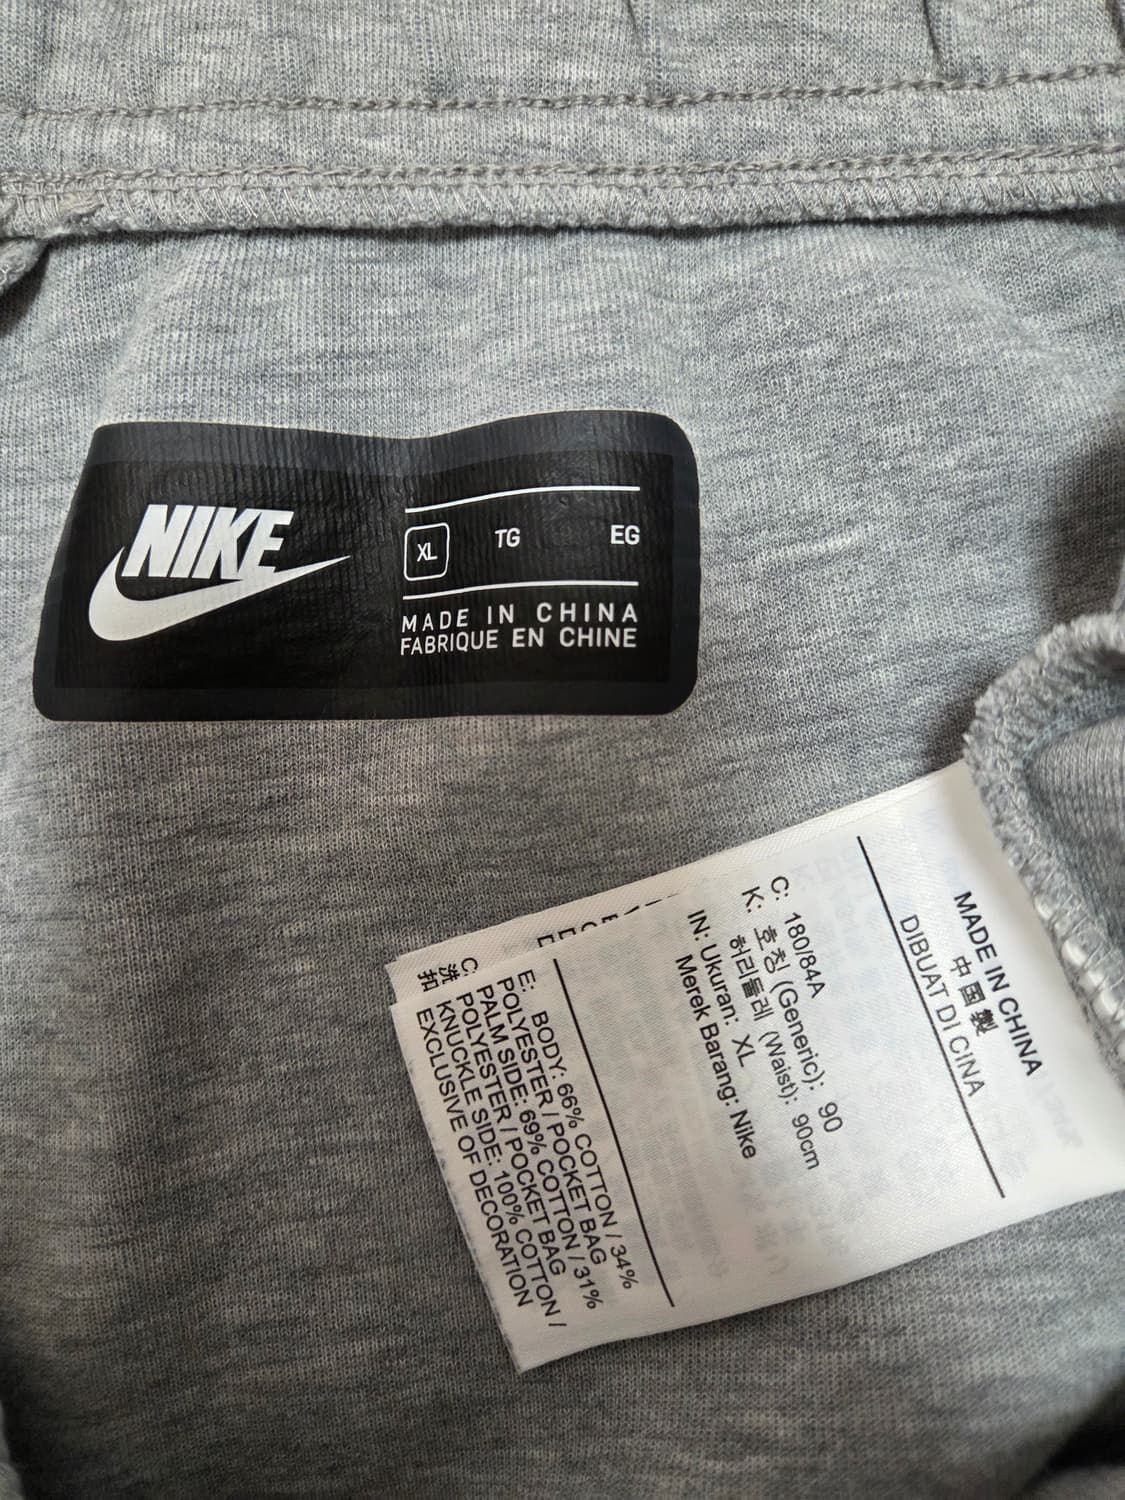 NIKE
XL TG EG
MADE IN CHINA
FABRIQUE EN CHINE
MADE IN CHINA
中国製
DIBUAT DI CINA
C: 180/84A
K: 호칭 (Generic): 90
허리둘레 (Waist): 90cm
IN: Ukuran: XL
Merek Barang: Nike
E: BODY: 66% COTTON / 34%
POLYESTER / POCKET BAG
PALM SIDE: 69% COTTON / 31%
POLYESTER / POCKET BAG
KNUCKLE SIDE: 100% COTTON /
EXCLUSIVE OF DECORATION
C:
洗
扣